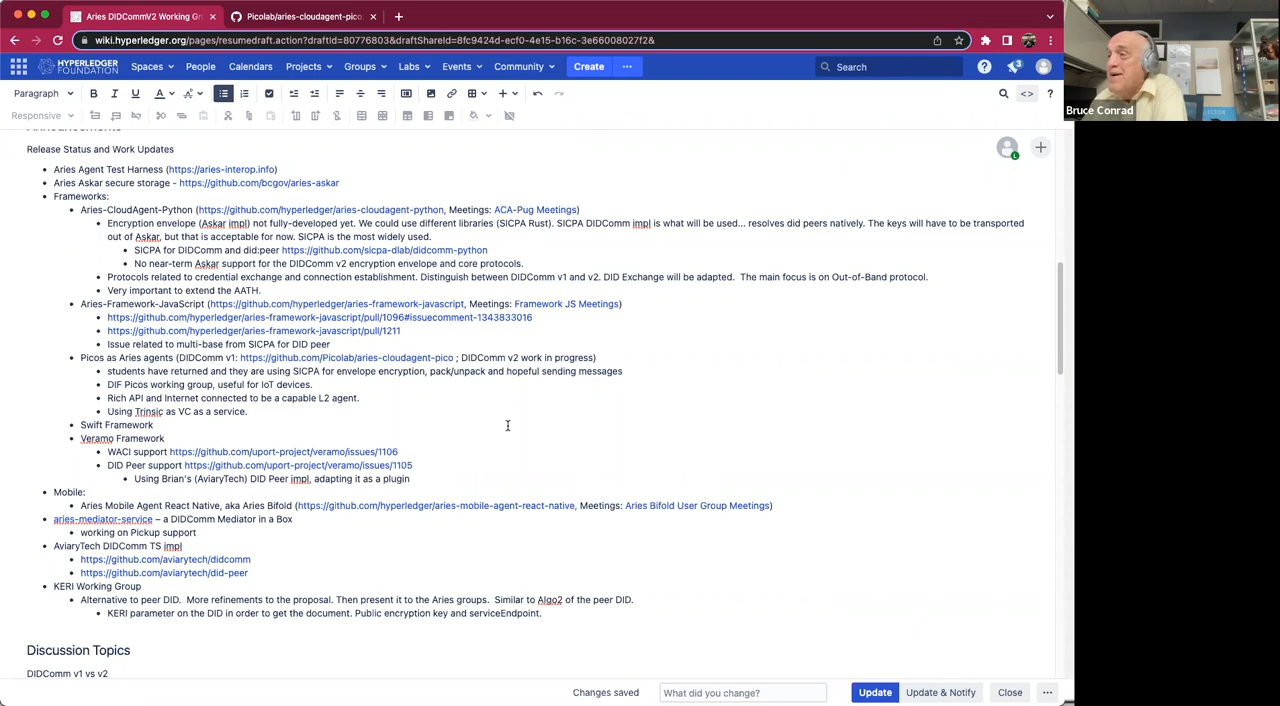 Aries DIDCommV2 Working Gr
Picolab/aries-cloudagent-pico
wiki.hyperledger.org/pages/resumedraft.action?draftId=80776803&draftShareId=8fc9424d-ecf0-4e15-b16c-3e66008027f2&
HYPERLEDGER FOUNDATION Spaces People Calendars Projects Groups Labs Events Community Create Search 3
Paragraph
Responsive
Announcements
Release Status and Work Updates
Aries Agent Test Harness (https://aries-interop.info)
Aries Askar secure storage - https://github.com/bcgov/aries-askar
Frameworks:
Aries-CloudAgent-Python (https://github.com/hyperledger/aries-cloudagent-python, Meetings: ACA-Pug Meetings)
Encryption envelope (Askar impl) not fully-developed yet. We could use different libraries (SICPA Rust). SICPA DIDComm impl is what will be used... resolves did peers natively. The keys will have to be transported
out of Askar, but that is acceptable for now. SICPA is the most widely used.
SICPA for DIDComm and did:peer https://github.com/sicpa-dlab/didcomm-python
No near-term Askar support for the DIDComm v2 encryption envelope and core protocols.
Protocols related to credential exchange and connection establishment. Distinguish between DIDComm v1 and v2. DID Exchange will be adapted. The main focus is on Out-of-Band protocol.
Very important to extend the AATH.
Aries-Framework-JavaScript (https://github.com/hyperledger/aries-framework-javascript, Meetings: Framework JS Meetings)
https://github.com/hyperledger/aries-framework-javascript/pull/1096#issuecomment-1343833016
https://github.com/hyperledger/aries-framework-javascript/pull/1211
Issue related to multi-base from SICPA for DID peer
Picos as Aries agents (DIDComm v1: https://github.com/Picolab/aries-cloudagent-pico ; DIDComm v2 work in progress)
students have returned and they are using SICPA for envelope encryption, pack/unpack and hopeful sending messages
DIF Picos working group, useful for IoT devices.
Rich API and Internet connected to be a capable L2 agent.
Using Trinsic as VC as a service.
Swift Framework
Veramo Framework
WACI support https://github.com/uport-project/veramo/issues/1106
DID Peer support https://github.com/uport-project/veramo/issues/1105
Using Brian's (AviaryTech) DID Peer impl, adapting it as a plugin
Mobile:
Aries Mobile Agent React Native, aka Aries Bifold (https://github.com/hyperledger/aries-mobile-agent-react-native, Meetings: Aries Bifold User Group Meetings)
aries-mediator-service – a DIDComm Mediator in a Box
working on Pickup support
AviaryTech DIDComm TS impl
https://github.com/aviarytech/didcomm
https://github.com/aviarytech/did-peer
KERI Working Group
Alternative to peer DID. More refinements to the proposal. Then present it to the Aries groups. Similar to Algo2 of the peer DID.
KERI parameter on the DID in order to get the document. Public encryption key and serviceEndpoint.
Discussion Topics
DIDComm v1 vs v2
Changes saved What did you change? Update Update & Notify Close
Bruce Conrad